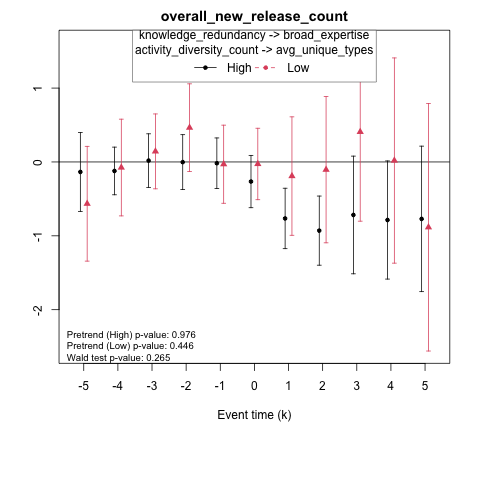 overall_new_release_count
knowledge_redundancy -> broad_expertise
activity_diversity_count -> avg_unique_types
High Low
1
0
-1
-2
Pretrend (High) p-value: 0.976
Pretrend (Low) p-value: 0.446
Wald test p-value: 0.265
-5 -4 -3 -2 -1 0 1 2 3 4 5
Event time (k)